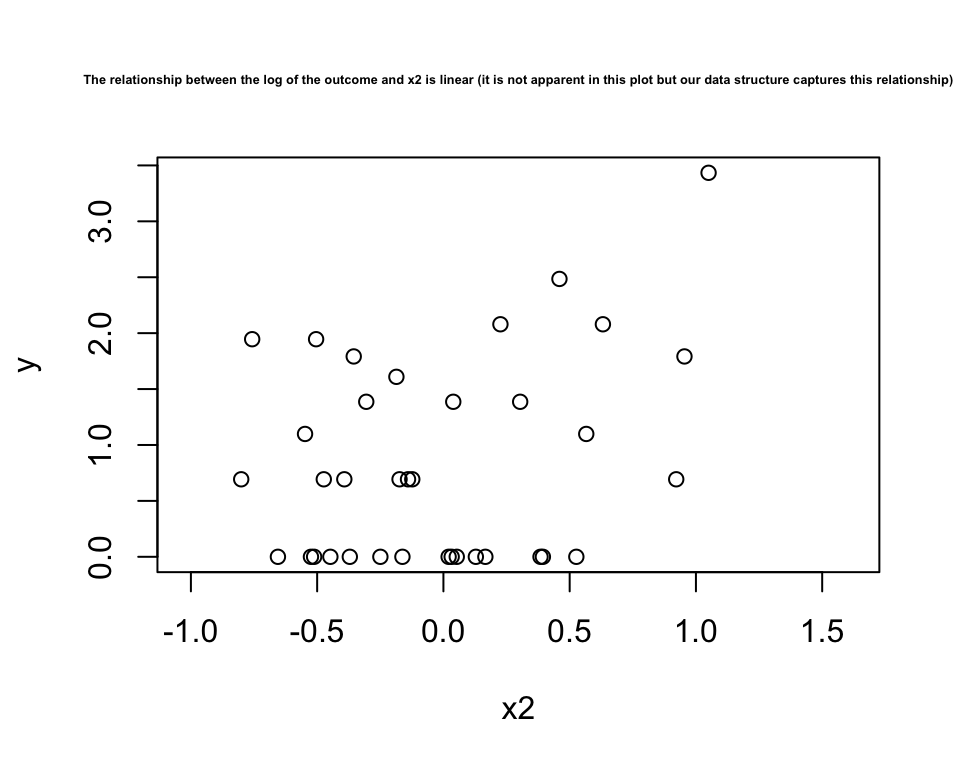 The relationship between the log of the outcome and x2 is linear (it is not apparent in this plot but our data structure captures this relationship)
3.0
2.0
1.0
0.0
y
-1.0 -0.5 0.0 0.5 1.0 1.5
x2